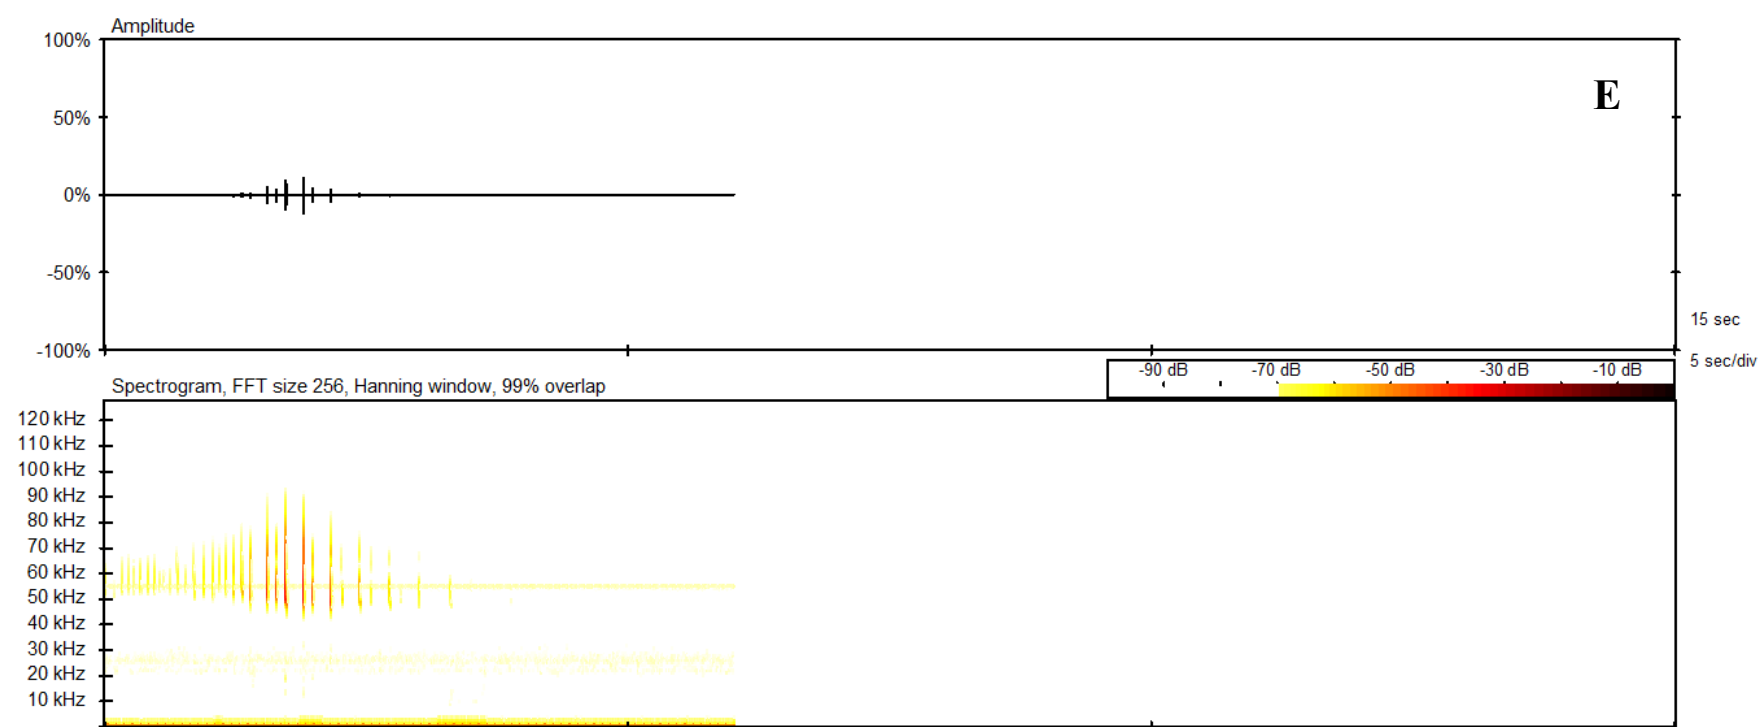 Amplitude
100%
E
50%
0%
-50%
15 sec
-100%
5 sec/div
-90 dB -70 dB -50 dB -30 dB -10 dB
Spectrogram, FFT size 256, Hanning window, 99% overlap
120 kHz
110 kHz
100 kHz
90 kHz
80 kHz
70 kHz
60 kHz
50 kHz
40 kHz
30 kHz
20 kHz
10 kHz